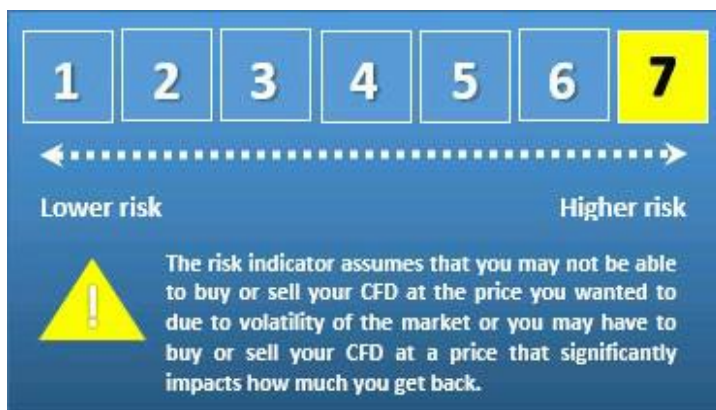 1 2 3 4 5 6 7
Lower risk Higher risk
!
The risk indicator assumes that you may not be able
to buy or sell your CFD at the price you wanted to
due to volatility of the market or you may have to
buy or sell your CFD at a price that significantly
impacts how much you get back.